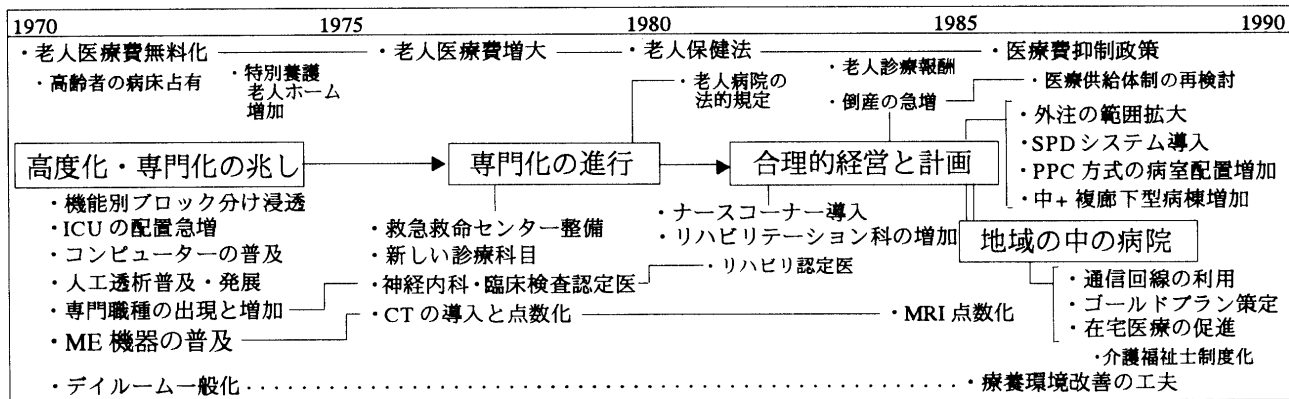 1970 1975 1980 1985 1990
・老人医療費無料化 ・老人医療費増大 ・老人保健法 ・医療費抑制政策
・高齢者の病床占有
・特別養護
老人ホーム
増加
・老人病院の
法的規定
・老人診療報酬
・倒産の急増
・医療供給体制の再検討
・外注の範囲拡大
・SPDシステム導入
・PPC方式の病室配置増加
・中+複廊下型病棟増加
高度化・専門化の兆し
専門化の進行
合理的経営と計画
・機能別ブロック分け浸透
・ICUの配置急増
・コンピューターの普及
・人工透析普及・発展
・専門職種の出現と増加
・ME機器の普及
・救急救命センター整備
・新しい診療科目
・神経内科・臨床検査認定医
・CTの導入と点数化
・ナースコーナー導入
・リハビリテーション科の増加
・リハビリ認定医
・MRI点数化
地域の中の病院
・通信回線の利用
・ゴールドプラン策定
・在宅医療の促進
・介護福祉士制度化
・デイルーム一般化 ・療養環境改善の工夫